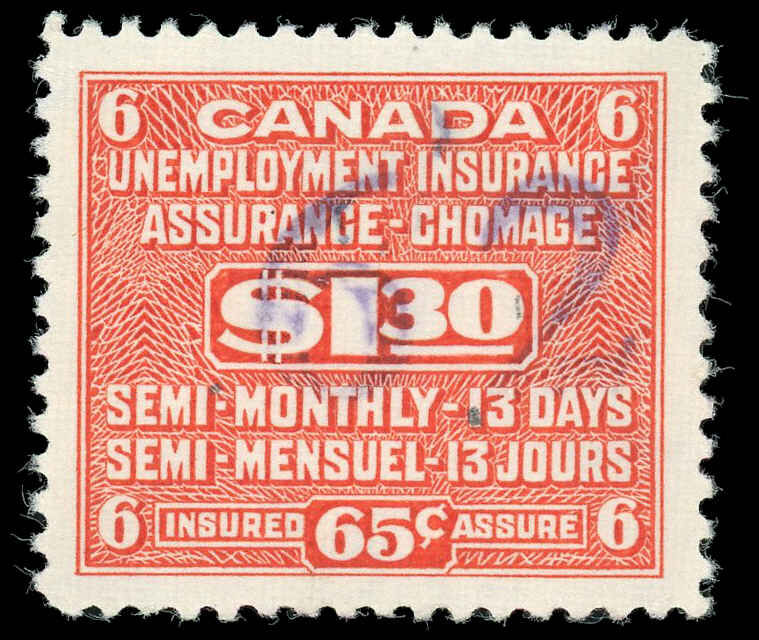 6 CANADA 6
UNEMPLOYMENT INSURANCE
ASSURANCE-CHOMAGE
$1.30
SEMI-MONTHLY-13 DAYS
SEMI-MENSUEL-13 JOURS
6 INSURED 65¢ ASSURÉ 6